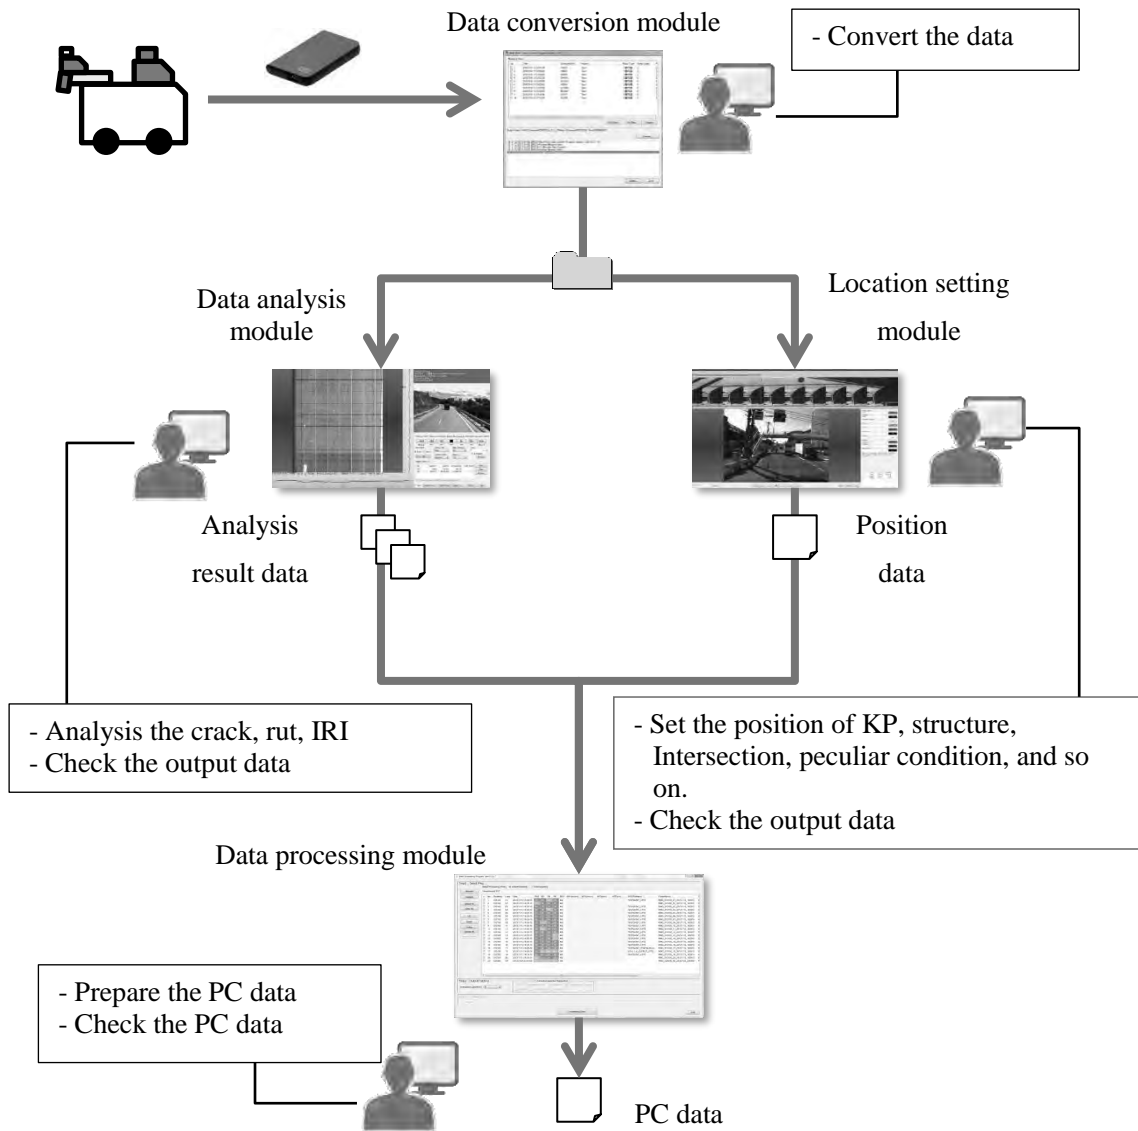 Data conversion module
- Convert the data
Data analysis
module
Location setting
module
Analysis
result data
Position
data
- Analysis the crack, rut, IRI
- Check the output data
- Set the position of KP, structure,
Intersection, peculiar condition, and so
on.
- Check the output data
Data processing module
- Prepare the PC data
- Check the PC data
PC data